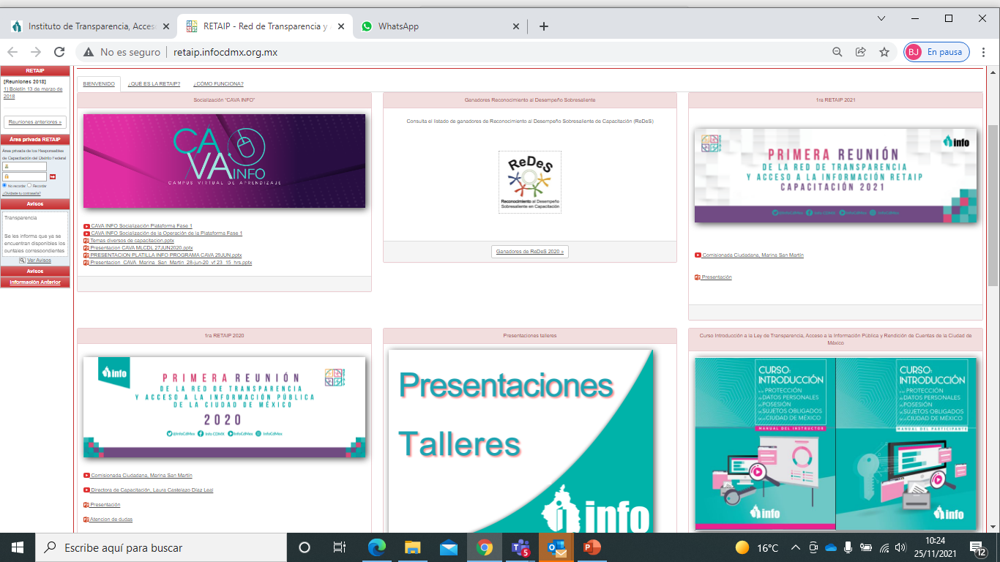 Instituto de Transparencia, Acces
RETAIP - Red de Transparencia y A
WhatsApp
No es seguro
retaip.infocdmx.org.mx
BJ
En pausa
RETAIP
[Reuniones 2018]
1) Boletín 13 de marzo de
2018
Reuniones anteriores »
Área privada RETAIP
Área privada de los Responsables
de Capacitación del Distrito Federal
No recordar
Recordar
¿Olvidaste tu contraseña?
Avisos
Transparencia
Se les informa que ya se
encuentran disponibles los
puntajes correspondientes
Ver Avisos
Avisos
Información Anterior
BIENVENIDO
¿QUÉ ES LA RETAIP?
¿CÓMO FUNCIONA?
Socialización "CAVA INFO"
CA
VA INFO
CAMPUS VIRTUAL DE APRENDIZAJE
CAVA INFO Socialización Plataforma Fase 1
CAVA INFO Socialización de la Operación de la Plataforma Fase 1
Temas diversos de capacitacion.pptx
Presentacion CAVA MLCDL 27JUN2020.pptx
PRESENTACION PLATILLA INFO PROGRAMA CAVA 29JUN.pptx
Presentacion_CAVA_Marina_San_Martin_28-jun-20_vf 23_15_hrs.pptx
Ganadores Reconocimiento al Desempeño Sobresaliente
Consulta el listado de ganadores de Reconocimiento al Desempeño Sobresaliente de Capacitación (ReDeS)
ReDeS
Reconocimiento al Desempeño
Sobresaliente en Capacitación
Ganadores de ReDeS 2020 »
1ra RETAIP 2021
info
PRIMERA REUNIÓN
DE LA RED DE TRANSPARENCIA
Y ACCESO A LA INFORMACIÓN RETAIP
CAPACITACIÓN 2021
@InfoCdMex
Info CDMX
InfoCdMex
InfoCdMex
Comisionada Ciudadana, Marina San Martín
Presentación
1ra RETAIP 2020
info
PRIMERA REUNIÓN
DE LA RED DE TRANSPARENCIA
Y ACCESO A LA INFORMACIÓN PÚBLICA
DE LA CIUDAD DE MÉXICO
2020
@InfoCdMex
Info CDMX
InfoCdMex
InfoCdMex
Comisionada Ciudadana, Marina San Martín
Directora de Capacitación, Laura Castelazo Díaz Leal
Presentación
Atencion de dudas
Presentaciones talleres
Presentaciones
Talleres
info
Curso Introducción a la Ley de Transparencia, Acceso a la Información Pública y Rendición de Cuentas de la Ciudad de
México
CURSO:
INTRODUCCIÓN
A LA PROTECCIÓN
DE DATOS PERSONALES
EN POSESIÓN
DE SUJETOS OBLIGADOS
DE LA CIUDAD DE MÉXICO
MANUAL DEL INSTRUCTOR
info
CURSO:
INTRODUCCIÓN
A LA PROTECCIÓN
DE DATOS PERSONALES
EN POSESIÓN
DE SUJETOS OBLIGADOS
DE LA CIUDAD DE MÉXICO
MANUAL DEL PARTICIPANTE
info
Escribe aquí para buscar
5
16°C
10:24
25/11/2021
12